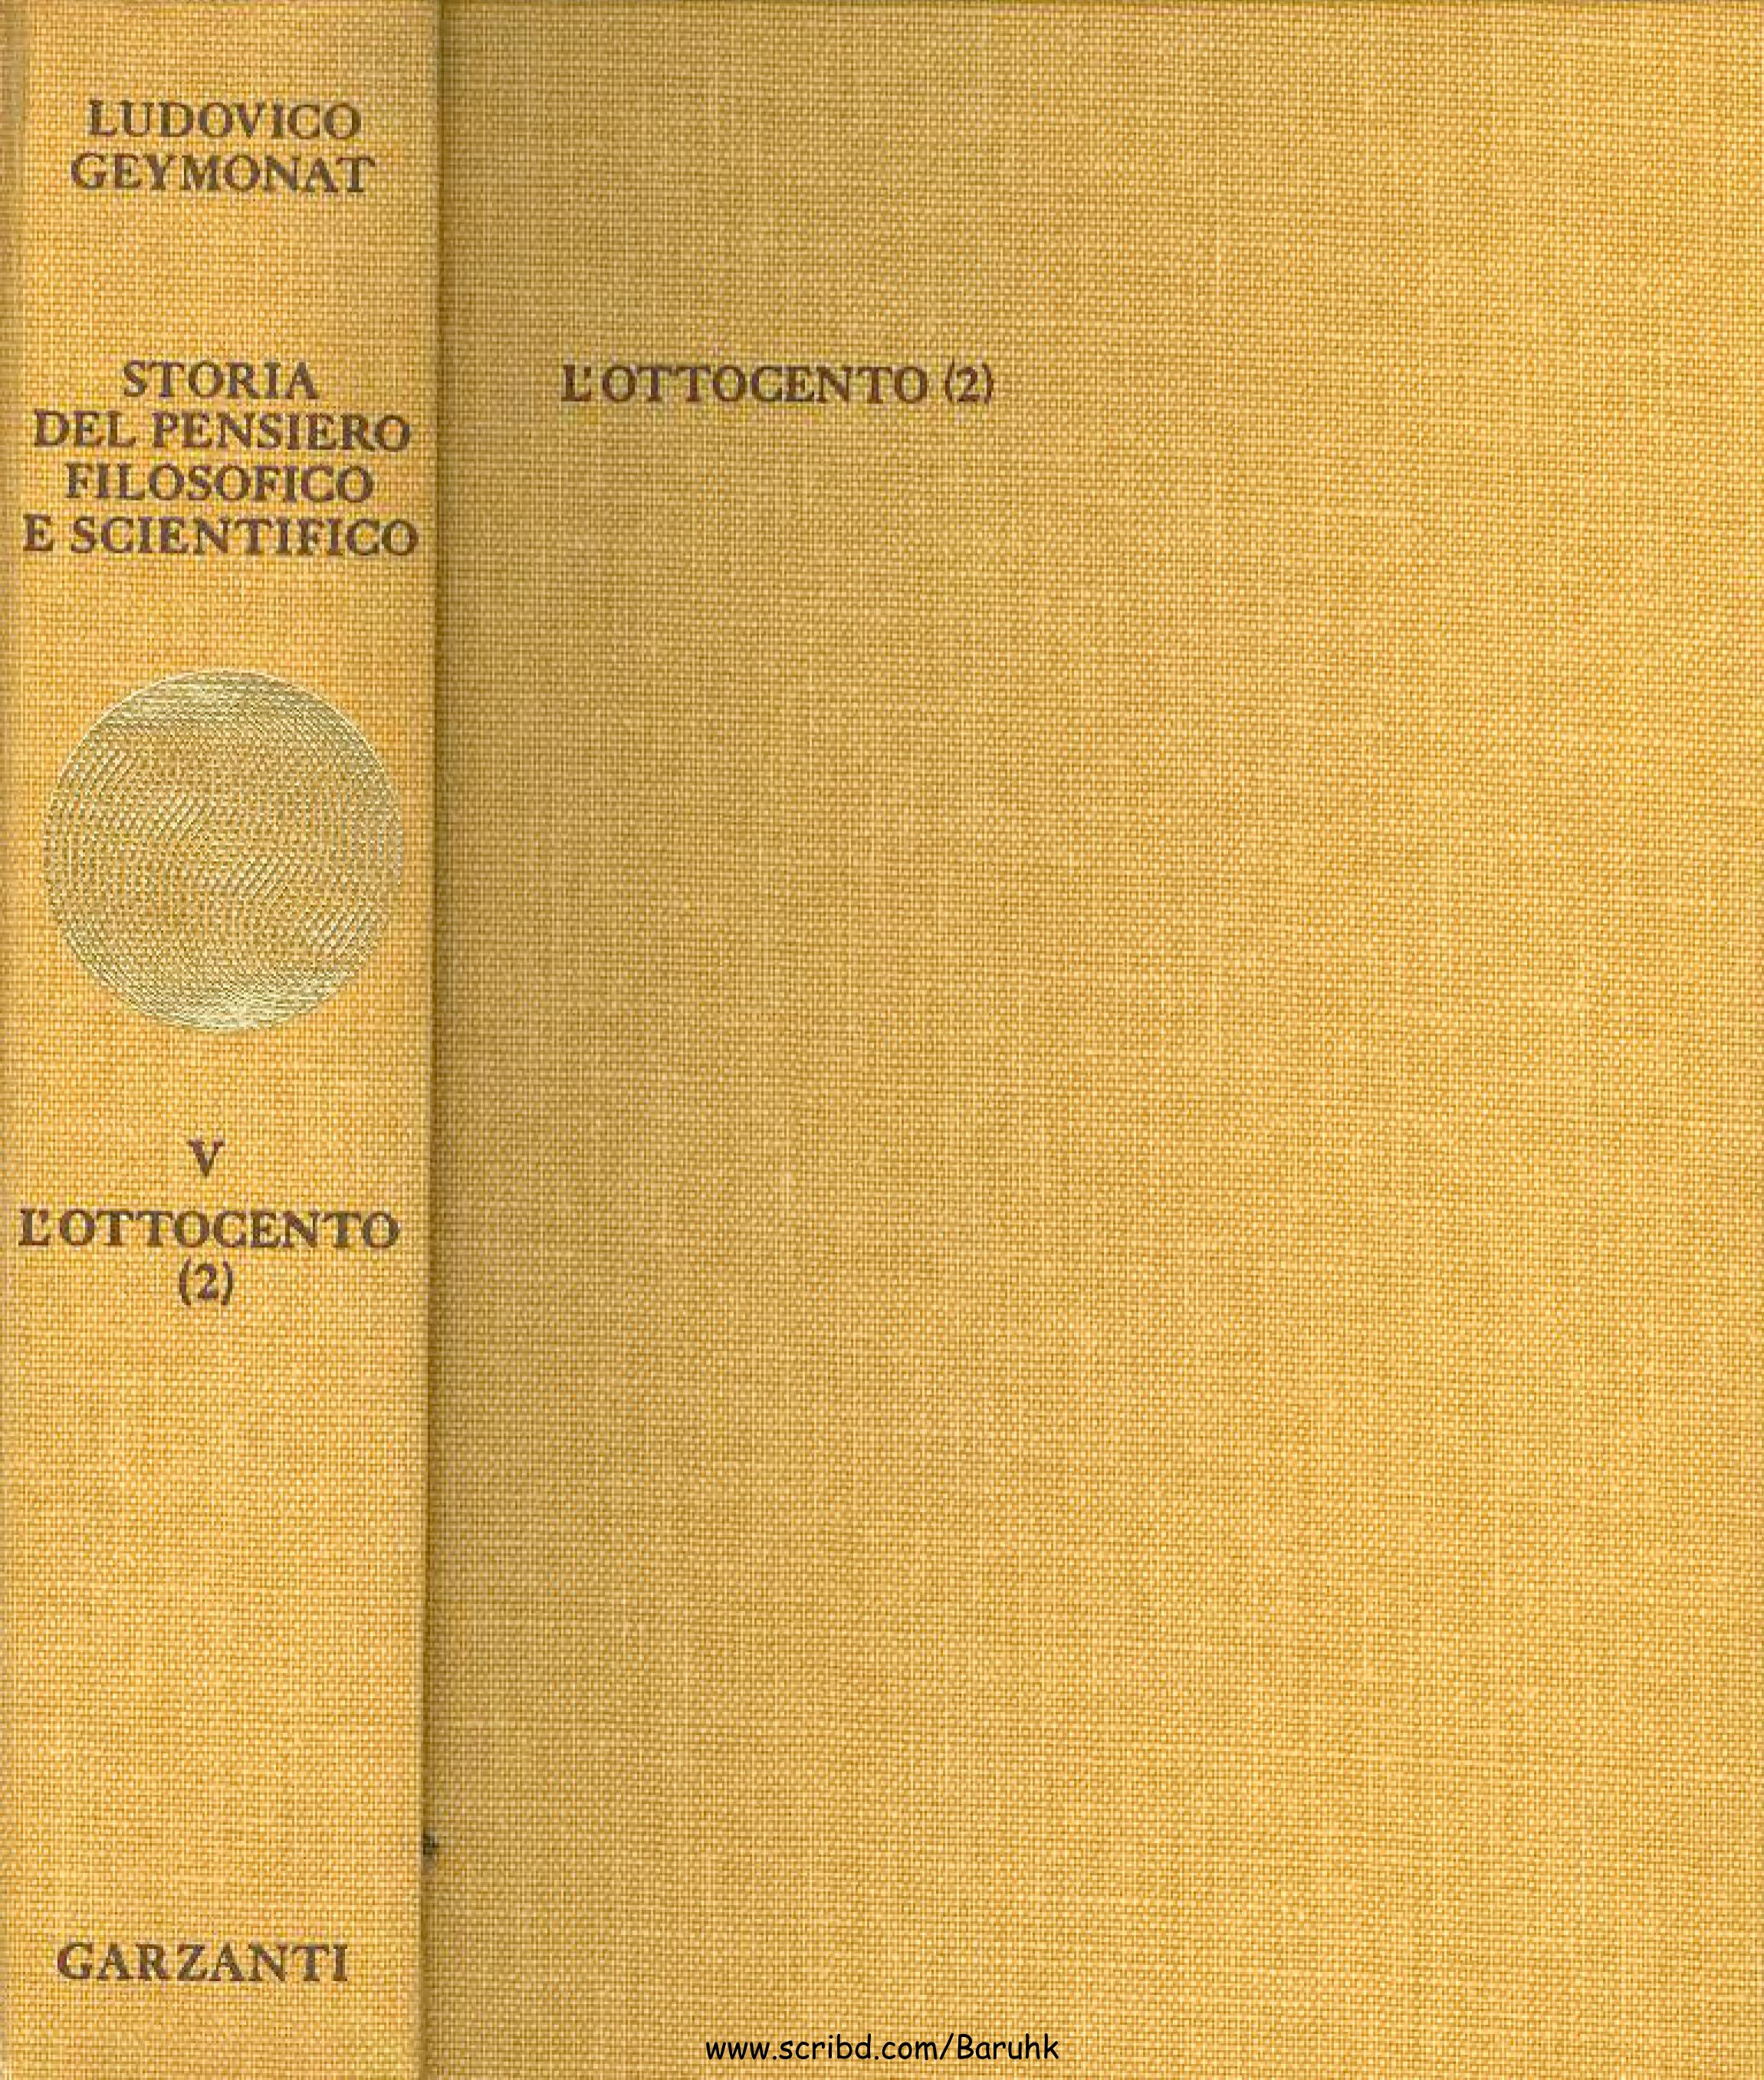 LUDOVICO
GEYMONAT
STORIA
DEL PENSIERO
FILOSOFICO
E SCIENTIFICO
V
L'OTTOCENTO
(2)
GARZANTI
L'OTTOCENTO (2)
www.scribd.com/Baruhk